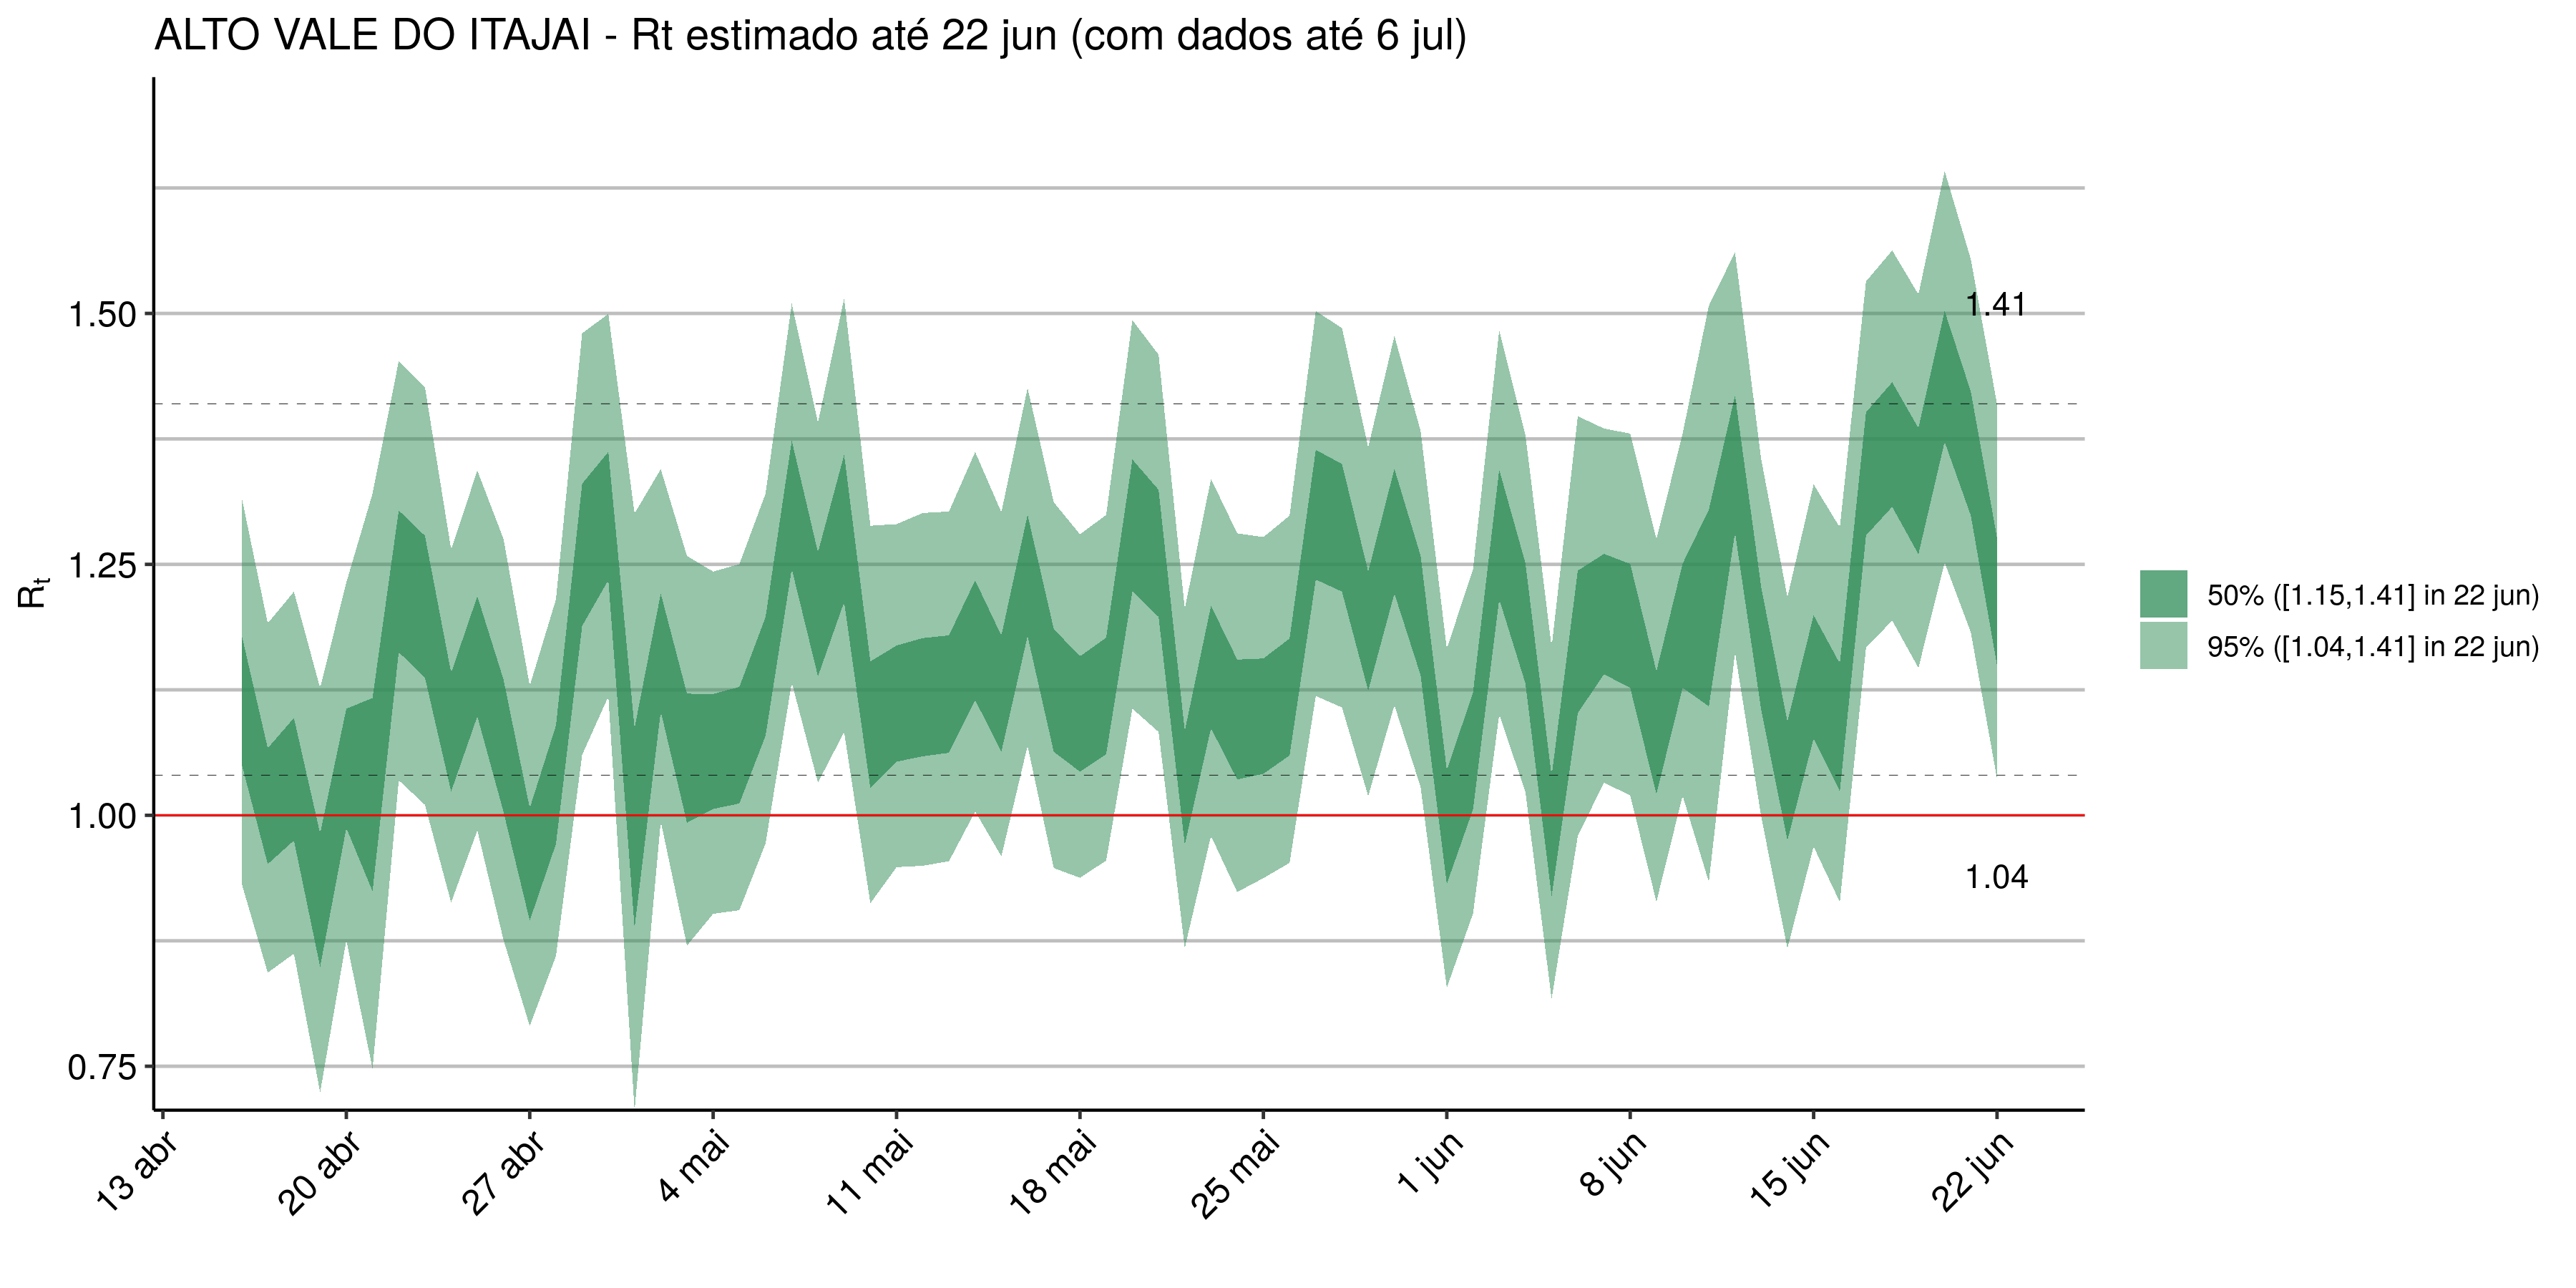 ALTO VALE DO ITAJAI - Rt estimado até 22 jun (com dados até 6 jul)
1.50
1.25
1.00
0.75
Rt
1.41
1.04
13 abr
20 abr
27 abr
4 mai
11 mai
18 mai
25 mai
1 jun
8 jun
15 jun
22 jun
50% ([1.15,1.41] in 22 jun)
95% ([1.04,1.41] in 22 jun)